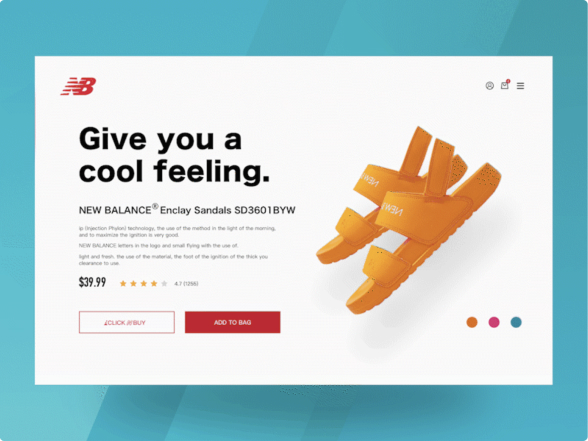 NB
Give you a
cool feeling.
NEW BALANCE® Enclay Sandals SD3601BYW
ip (Injection Phylon) technology, the use of the method in the light of the morning,
and to maximize the ignition is very good.
NEW BALANCE letters in the logo and small flying with the use of.
light and fresh. the use of the material, the foot of the ignition of the thick you
clearance to use.
$39.99 4.7 (1256)
CLICK BUY ADD TO BAG